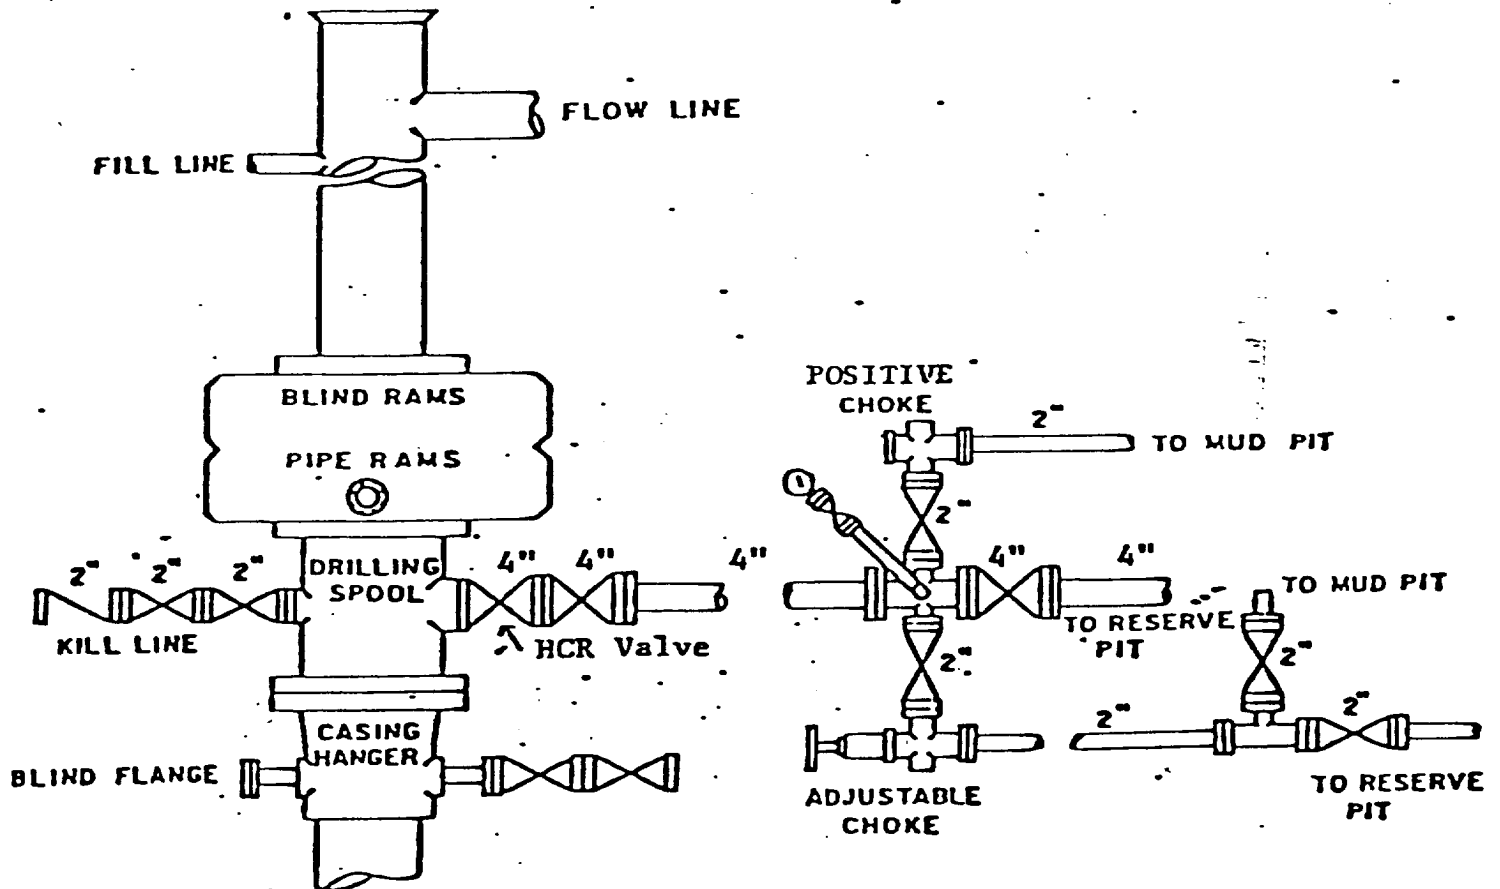 FLOW LINE
FILL LINE
BLIND RAMS
PIPE RAMS
POSITIVE
CHOKE
2"
TO MUD PIT
2"
2" 2" 2"
DRILLING
SPOOL
4" 4" 4"
4" 4"
KILL LINE
HCR Valve
TO RESERVE
PIT
TO MUD PIT
2"
2"
CASING
HANGER
BLIND FLANGE
2"
2"
ADJUSTABLE
CHOKE
TO RESERVE
PIT